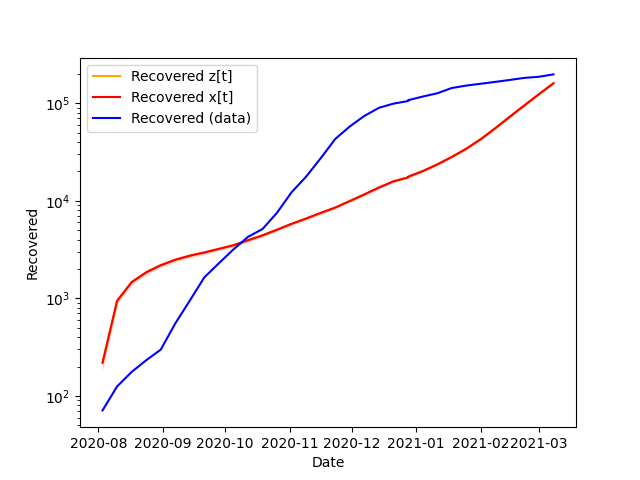 Recovered z[t]
Recovered x[t]
Recovered (data)
Recovered
10^5
10^4
10^3
10^2
2020-08 2020-09 2020-10 2020-11 2020-12 2021-01 2021-02 2021-03
Date